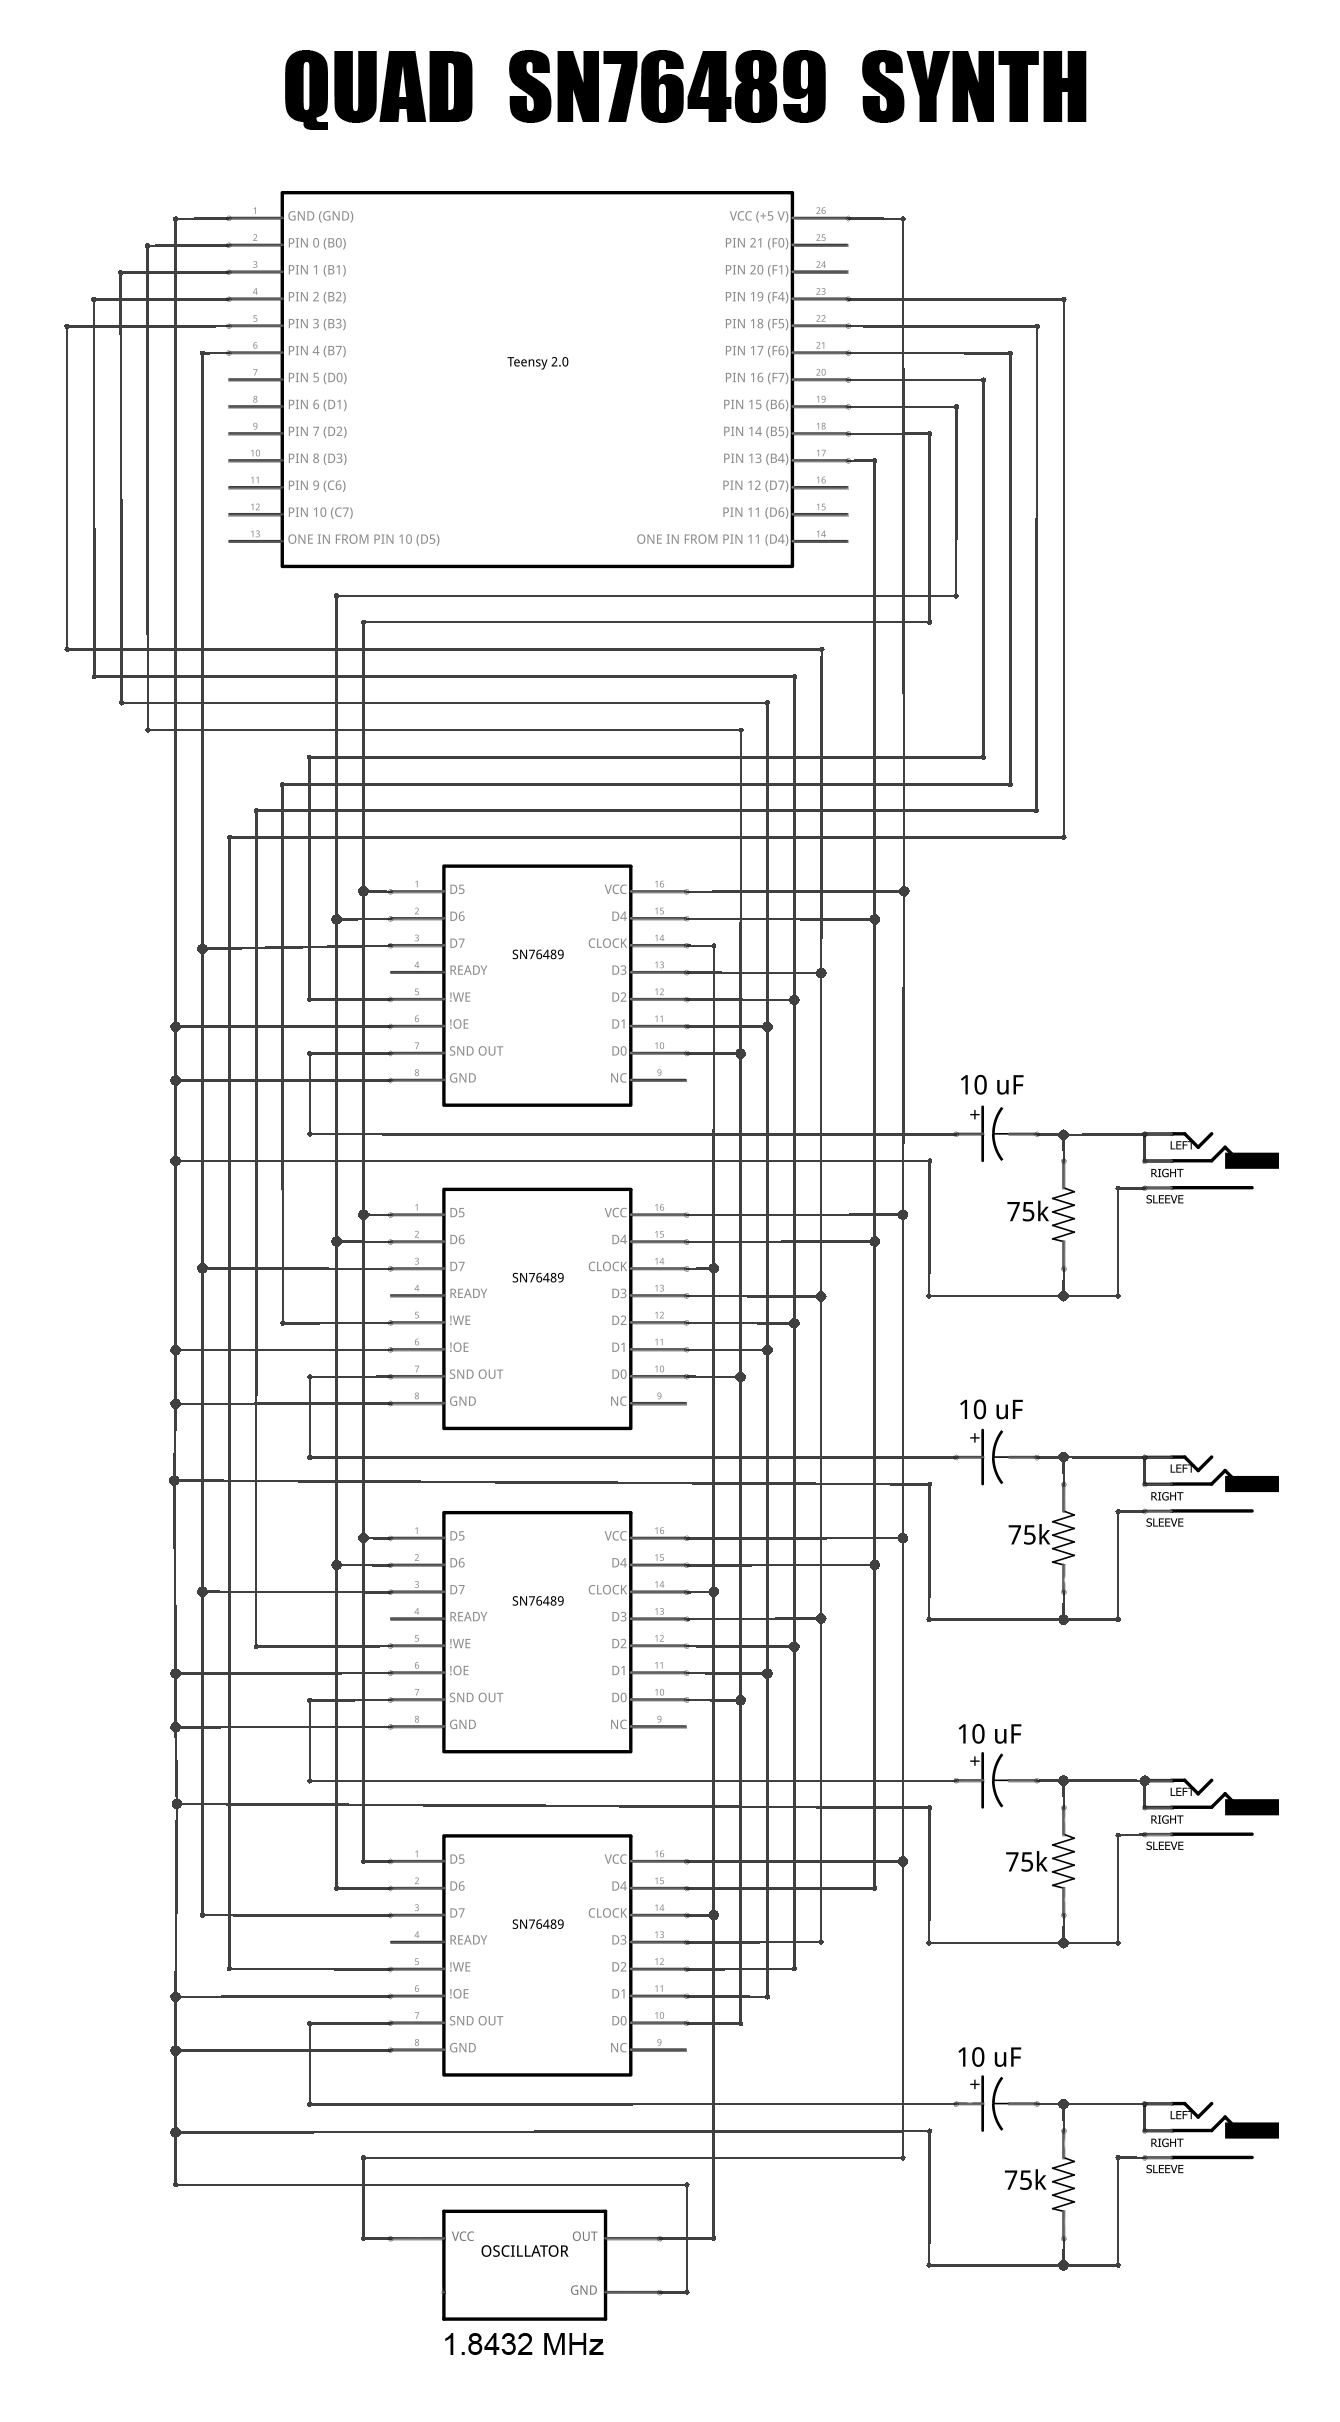 QUAD SN76489 SYNTH
1 GND (GND) VCC (+5 V) 26
2 PIN 0 (B0) PIN 21 (F0) 25
3 PIN 1 (B1) PIN 20 (F1) 24
4 PIN 2 (B2) PIN 19 (F4) 23
5 PIN 3 (B3) PIN 18 (F5) 22
6 PIN 4 (B7) PIN 17 (F6) 21
Teensy 2.0
7 PIN 5 (D0) PIN 16 (F7) 20
8 PIN 6 (D1) PIN 15 (B6) 19
9 PIN 7 (D2) PIN 14 (B5) 18
10 PIN 8 (D3) PIN 13 (B4) 17
11 PIN 9 (C6) PIN 12 (D7) 16
12 PIN 10 (C7) PIN 11 (D6) 15
13 ONE IN FROM PIN 10 (D5) ONE IN FROM PIN 11 (D4) 14
1 D5 VCC 16
2 D6 D4 15
3 D7 CLOCK 14
SN76489
4 READY D3 13
5 !WE D2 12
6 !OE D1 11
7 SND OUT D0 10
8 GND NC 9
10 uF
+
LEFT
RIGHT
SLEEVE
75k
1 D5 VCC 16
2 D6 D4 15
3 D7 CLOCK 14
SN76489
4 READY D3 13
5 !WE D2 12
6 !OE D1 11
7 SND OUT D0 10
8 GND NC 9
10 uF
+
LEFT
RIGHT
SLEEVE
75k
1 D5 VCC 16
2 D6 D4 15
3 D7 CLOCK 14
SN76489
4 READY D3 13
5 !WE D2 12
6 !OE D1 11
7 SND OUT D0 10
8 GND NC 9
10 uF
+
LEFT
RIGHT
SLEEVE
75k
1 D5 VCC 16
2 D6 D4 15
3 D7 CLOCK 14
SN76489
4 READY D3 13
5 !WE D2 12
6 !OE D1 11
7 SND OUT D0 10
8 GND NC 9
10 uF
+
LEFT
RIGHT
SLEEVE
75k
VCC OUT
OSCILLATOR
GND
1.8432 MHz